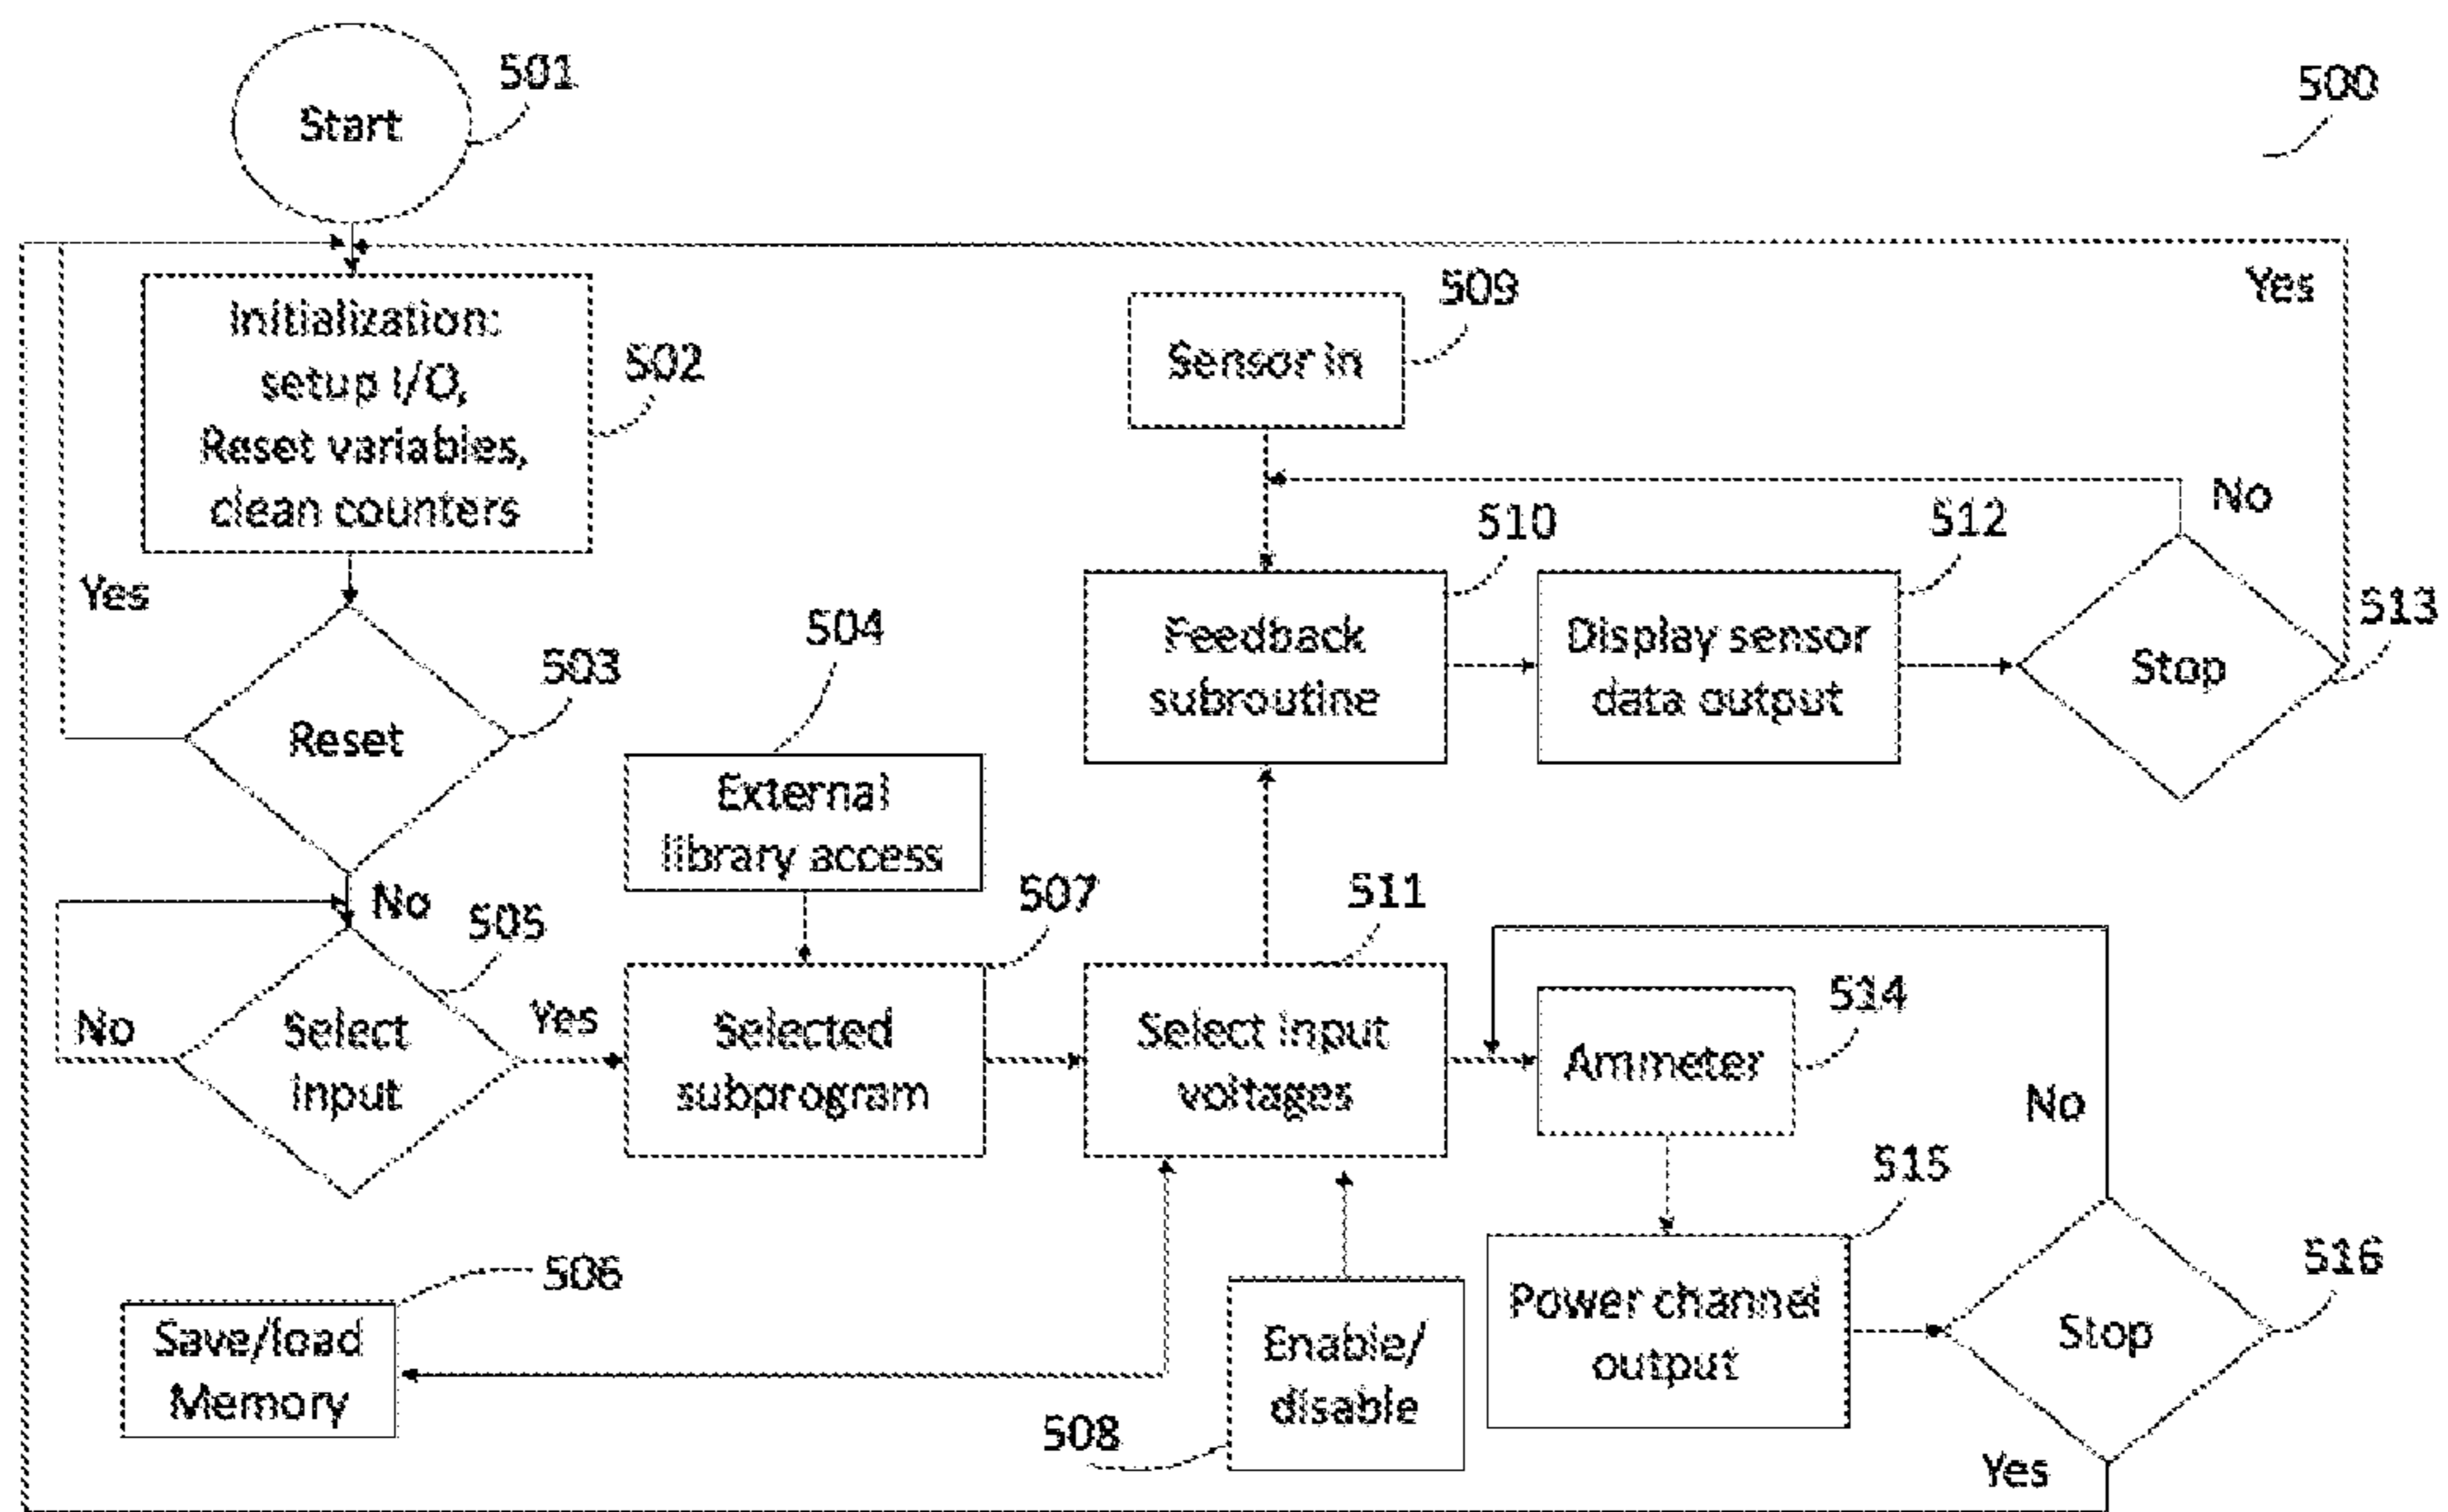 501
Start
500
Initialization:
setup I/O,
Reset variables,
clean counters
502
Yes
Reset
503
No
Select
input
505
No
Yes
504
External
library access
Selected
subprogram
507
Save/load
Memory
506
Sensor in
509
Feedback
subroutine
510
Display sensor
data output
512
Stop
513
No
Yes
Select input
voltages
511
Enable/
disable
508
Ammeter
514
Power channel
output
515
Stop
516
No
Yes